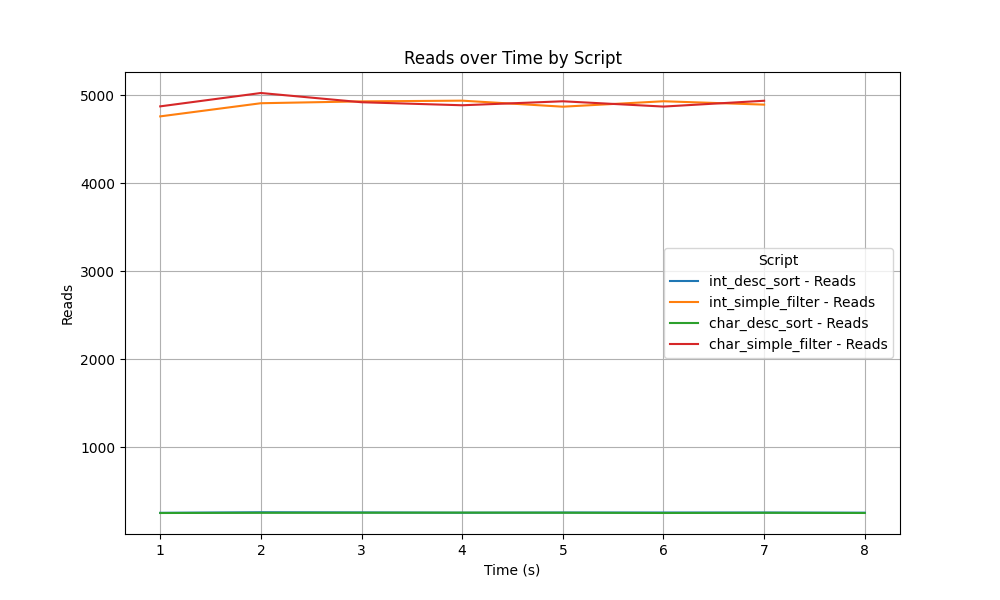 Reads over Time by Script
Reads
5000
4000
3000
2000
1000
Script
int_desc_sort - Reads
int_simple_filter - Reads
char_desc_sort - Reads
char_simple_filter - Reads
1 2 3 4 5 6 7 8
Time (s)